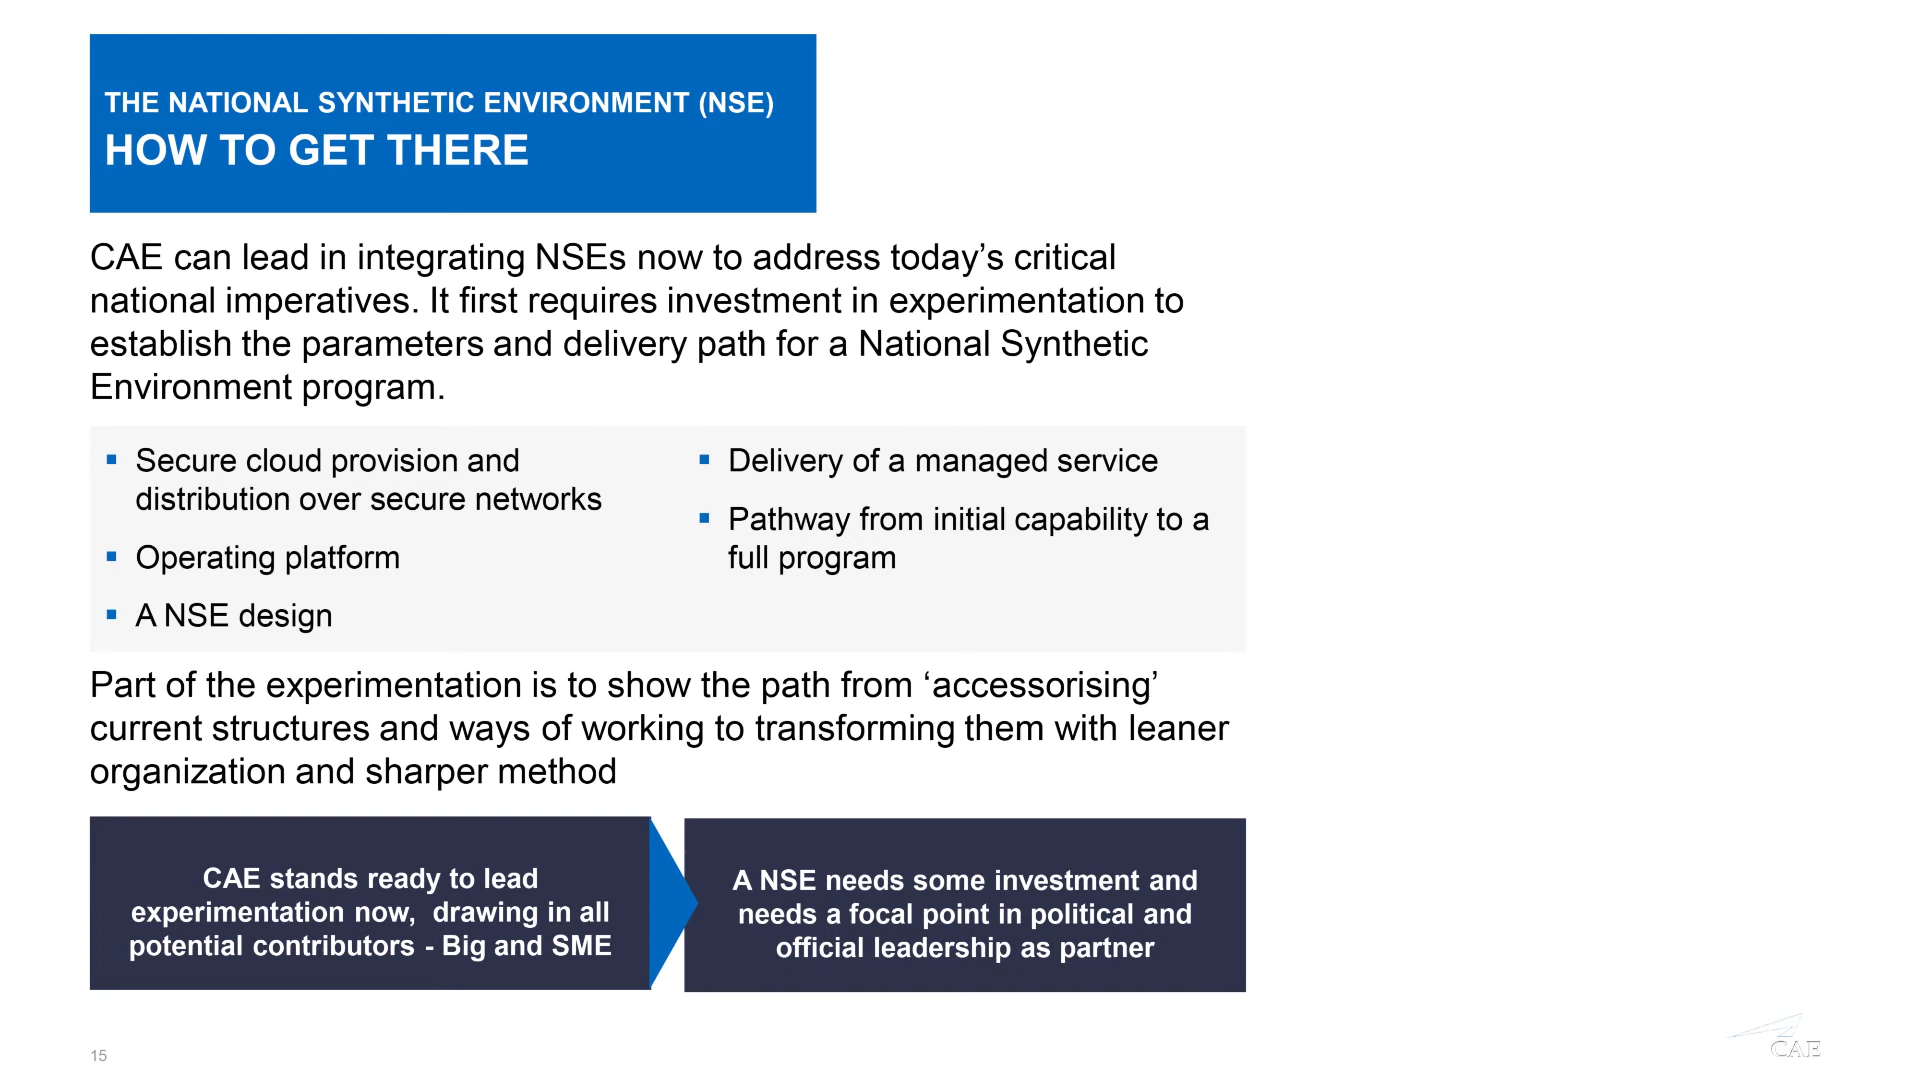 THE NATIONAL SYNTHETIC ENVIRONMENT (NSE)
HOW TO GET THERE
CAE can lead in integrating NSEs now to address today’s critical
national imperatives. It first requires investment in experimentation to
establish the parameters and delivery path for a National Synthetic
Environment program.
▪ Secure cloud provision and
distribution over secure networks
▪ Operating platform
▪ A NSE design
▪ Delivery of a managed service
▪ Pathway from initial capability to a
full program
Part of the experimentation is to show the path from ‘accessorising’
current structures and ways of working to transforming them with leaner
organization and sharper method
CAE stands ready to lead
experimentation now,  drawing in all
potential contributors - Big and SME
A NSE needs some investment and
needs a focal point in political and
official leadership as partner
15
CAE